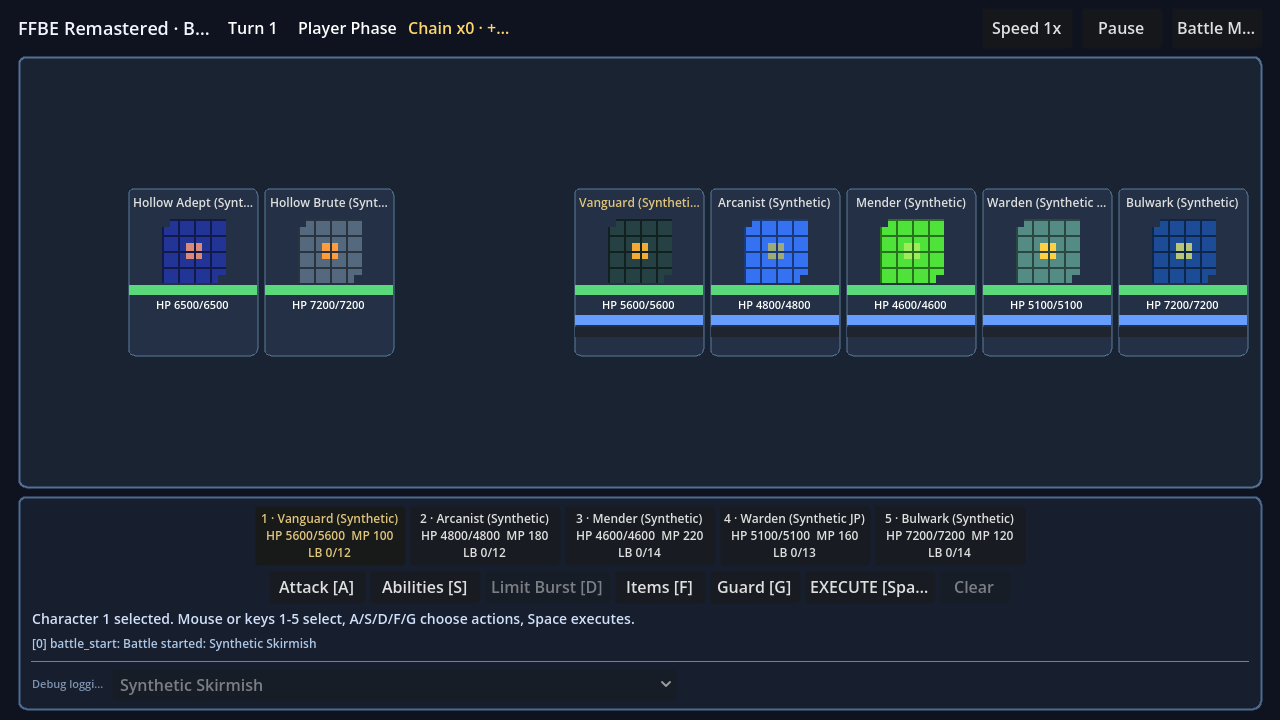 FFBE Remastered · B... Turn 1 Player Phase Chain x0 · +... Speed 1x Pause Battle M...
Hollow Adept (Synt... Hollow Brute (Synt... Vanguard (Syntheti... Arcanist (Synthetic) Mender (Synthetic) Warden (Synthetic ... Bulwark (Synthetic)
HP 6500/6500 HP 7200/7200 HP 5600/5600 HP 4800/4800 HP 4600/4600 HP 5100/5100 HP 7200/7200
1 · Vanguard (Synthetic) 2 · Arcanist (Synthetic) 3 · Mender (Synthetic) 4 · Warden (Synthetic JP) 5 · Bulwark (Synthetic)
HP 5600/5600 MP 100 HP 4800/4800 MP 180 HP 4600/4600 MP 220 HP 5100/5100 MP 160 HP 7200/7200 MP 120
LB 0/12 LB 0/12 LB 0/14 LB 0/13 LB 0/14
Attack [A] Abilities [S] Limit Burst [D] Items [F] Guard [G] EXECUTE [Spa... Clear
Character 1 selected. Mouse or keys 1-5 select, A/S/D/F/G choose actions, Space executes.
[0] battle_start: Battle started: Synthetic Skirmish
Debug loggi... Synthetic Skirmish